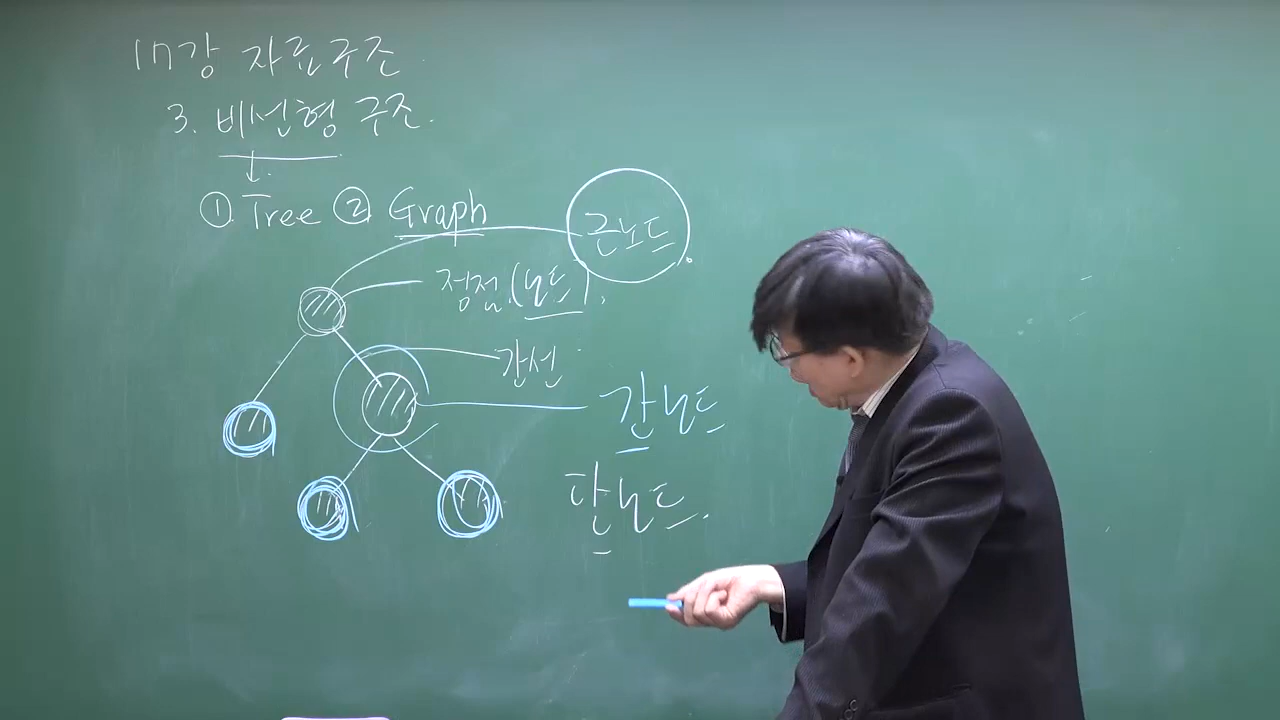 17강 자료구조.
3. 비선형 구조.
① Tree ② Graph
근노드.
정점(노드).
간선
간노드
단노드.